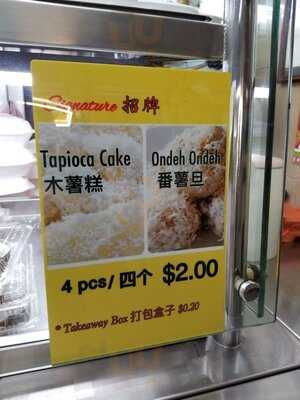 Signature 招牌
Tapioca Cake
木薯糕
Ondeh Ondeh
番薯旦
4 pcs/ 四个 $2.00
* Takeaway Box 打包盒子 $0.20